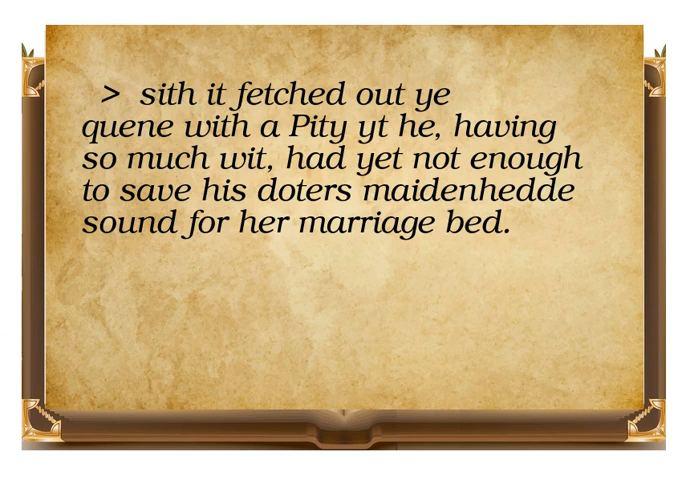 > sith it fetched out ye
quene with a Pity yt he, having
so much wit, had yet not enough
to save his doters maidenhedde
sound for her marriage bed.